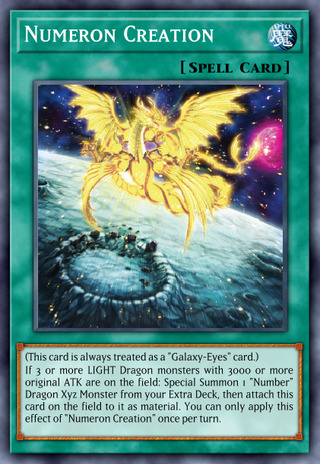 Numeron Creation
魔
[Spell Card]
(This card is always treated as a "Galaxy-Eyes" card.)
If 3 or more LIGHT Dragon monsters with 3000 or more
original ATK are on the field: Special Summon 1 "Number"
Dragon Xyz Monster from your Extra Deck, then attach this
card on the field to it as material. You can only apply this
effect of "Numeron Creation" once per turn.